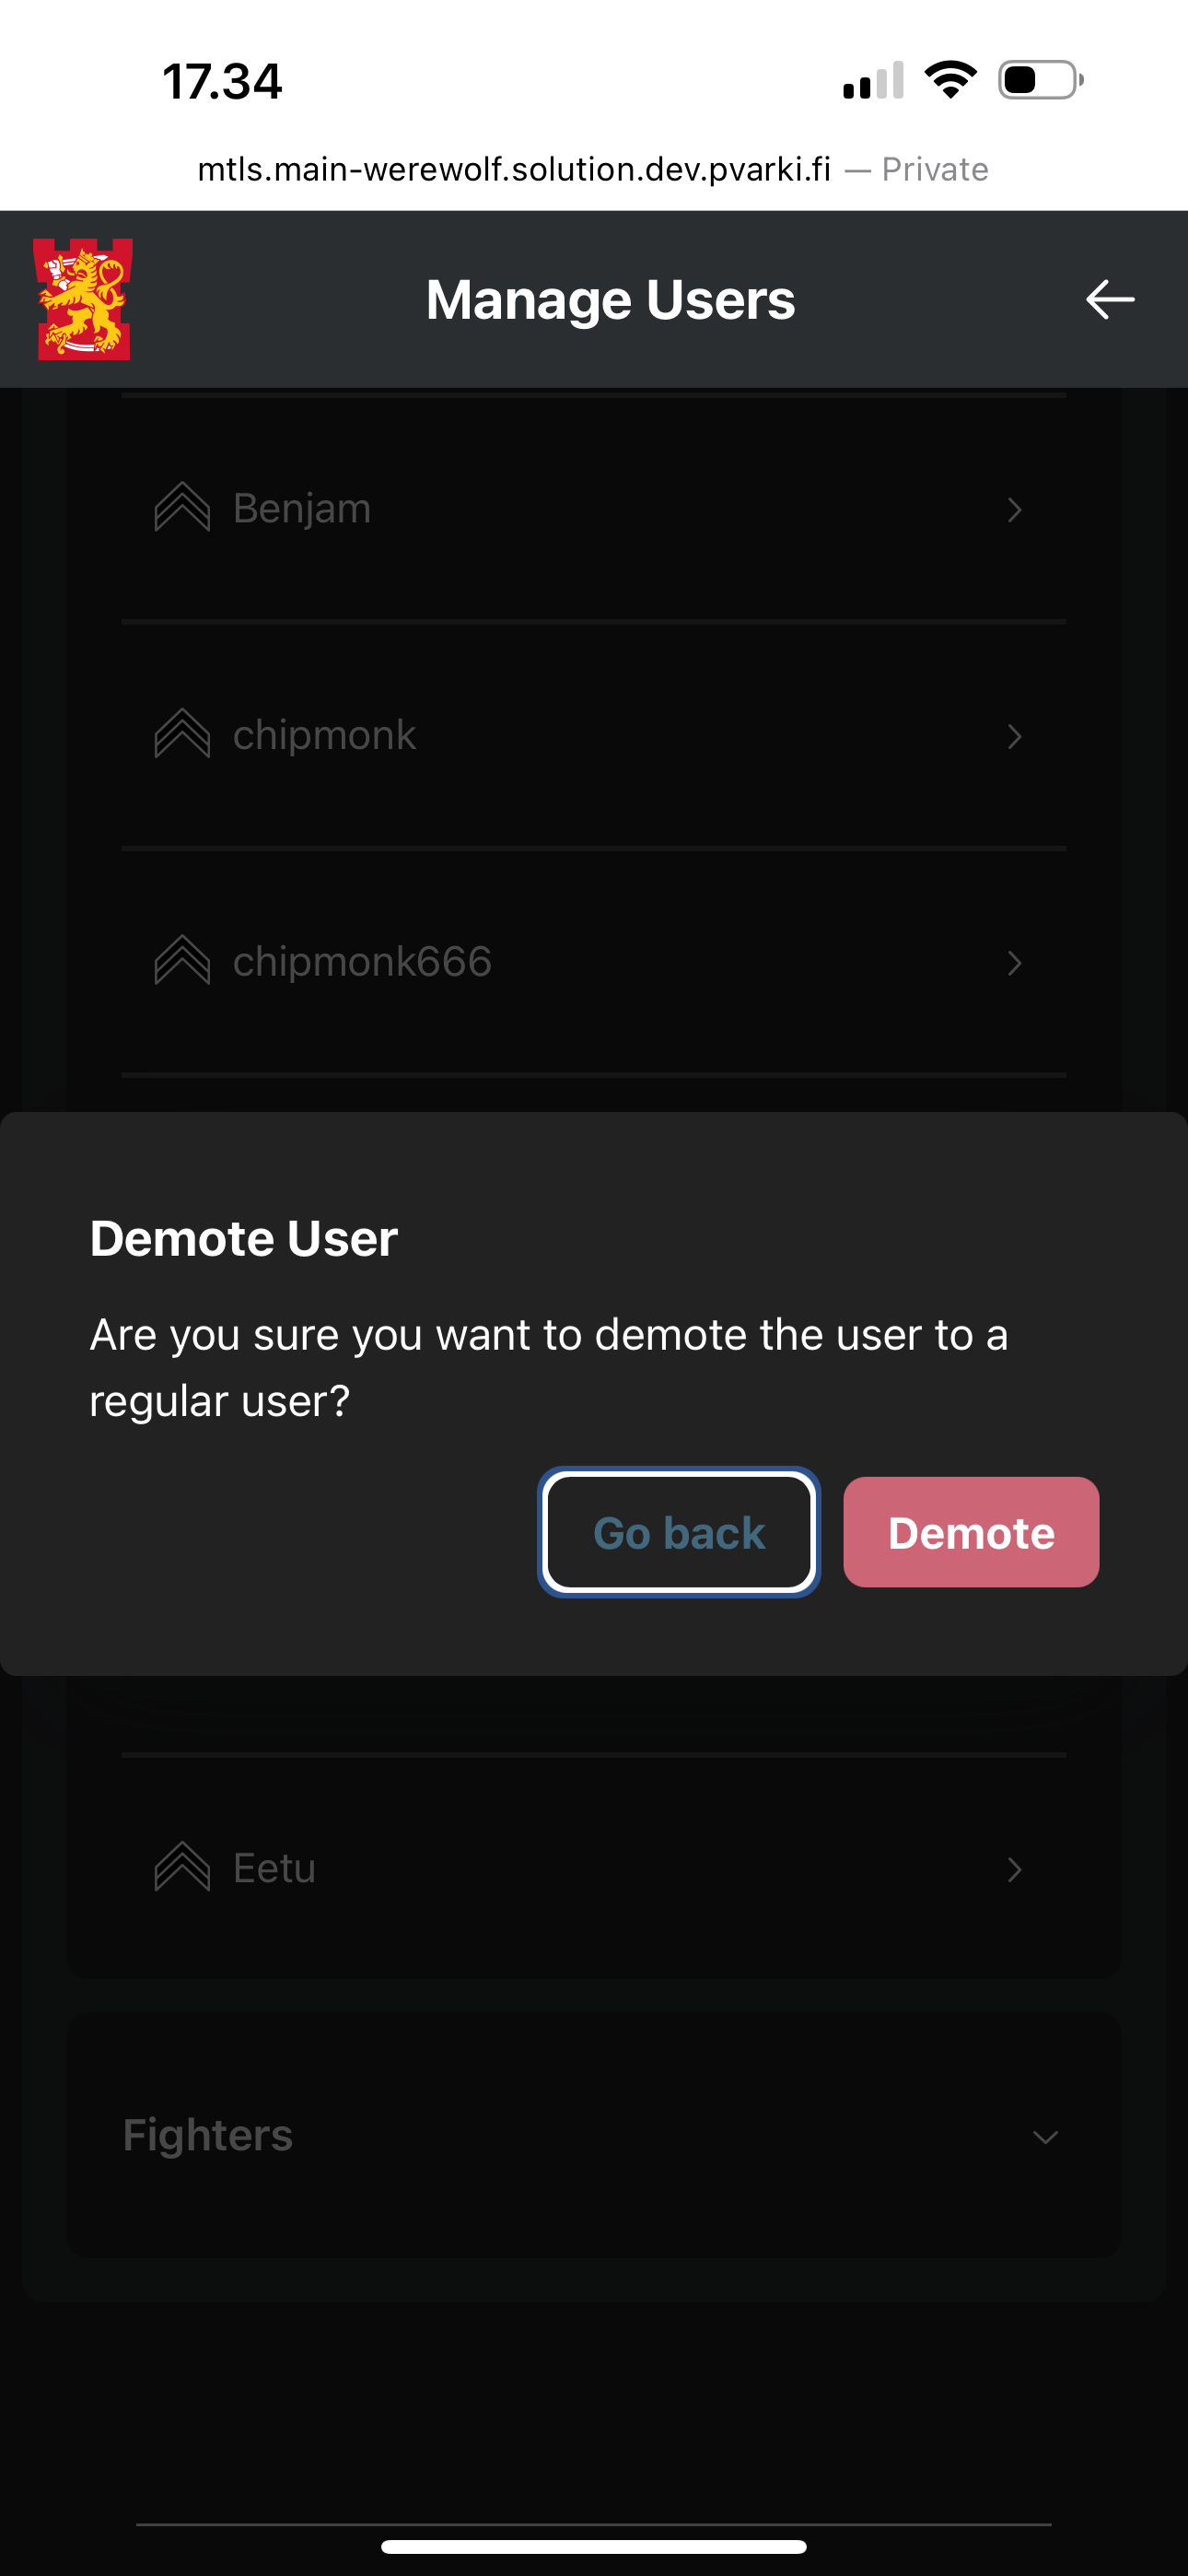 17.34
mtls.main-werewolf.solution.dev.pvarki.fi — Private
Manage Users
Benjam
chipmonk
chipmonk666
Demote User
Are you sure you want to demote the user to a
regular user?
Go back
Demote
Eetu
Fighters